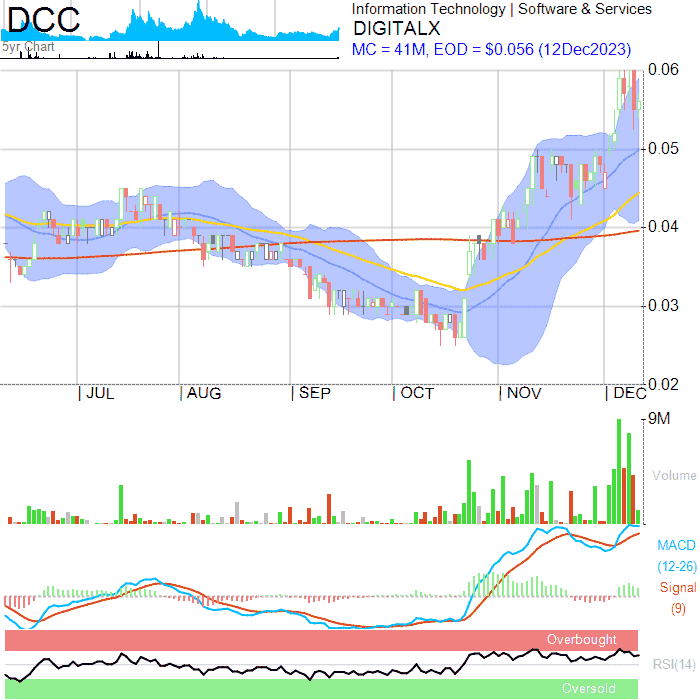 DCC
5yr Chart
Information Technology | Software & Services
DIGITALX
MC = 41M, EOD = $0.056 (12Dec2023)
0.06
0.05
0.04
0.03
0.02
| JUL | AUG | SEP | OCT | NOV | DEC
9M
Volume
MACD
(12-26)
Signal
(9)
Overbought
RSI(14)
Oversold